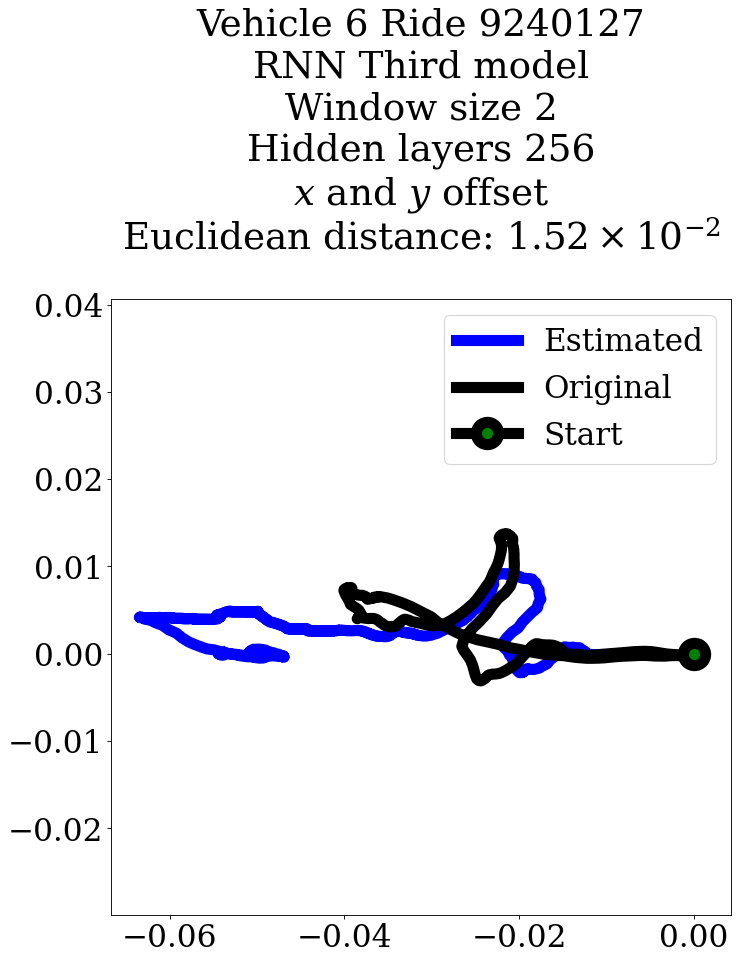 Vehicle 6 Ride 9240127
RNN Third model
Window size 2
Hidden layers 256
x and y offset
Euclidean distance: 1.52 × 10⁻²
Estimated
Original
Start
0.04
0.03
0.02
0.01
0.00
−0.01
−0.02
−0.06 −0.04 −0.02 0.00